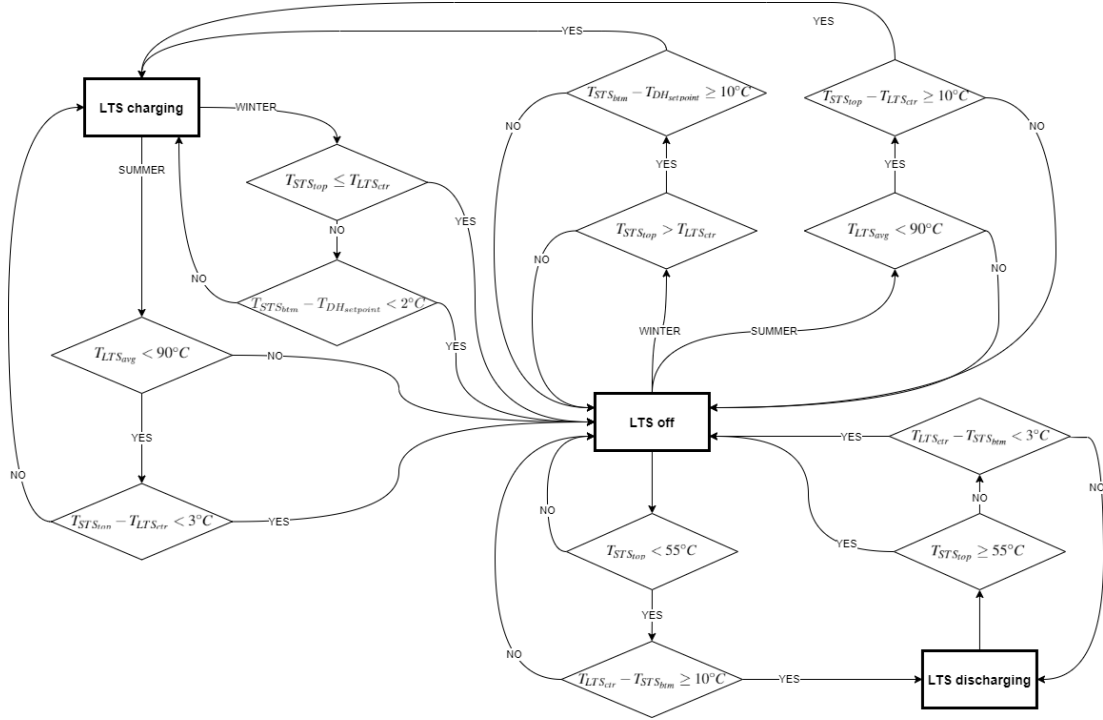 YES
YES
LTS charging
WINTER
SUMMER
T_{STS_{btm}} − T_{DH_{setpoint}} ≥ 10°C
T_{STS_{top}} − T_{LTS_{ctr}} ≥ 10°C
NO
NO
YES
YES
T_{STS_{top}} ≤ T_{LTS_{ctr}}
YES
NO
T_{STS_{top}} > T_{LTS_{ctr}}
T_{LTS_{avg}} < 90°C
NO
NO
NO
T_{STS_{btm}} − T_{DH_{setpoint}} < 2°C
YES
WINTER
SUMMER
T_{LTS_{avg}} < 90°C
NO
LTS off
YES
T_{LTS_{ctr}} − T_{STS_{btm}} < 3°C
YES
NO
NO
T_{STS_{top}} − T_{LTS_{ctr}} < 3°C
YES
NO
NO
T_{STS_{top}} < 55°C
YES
T_{STS_{top}} ≥ 55°C
YES
NO
T_{LTS_{ctr}} − T_{STS_{btm}} ≥ 10°C
YES
LTS discharging